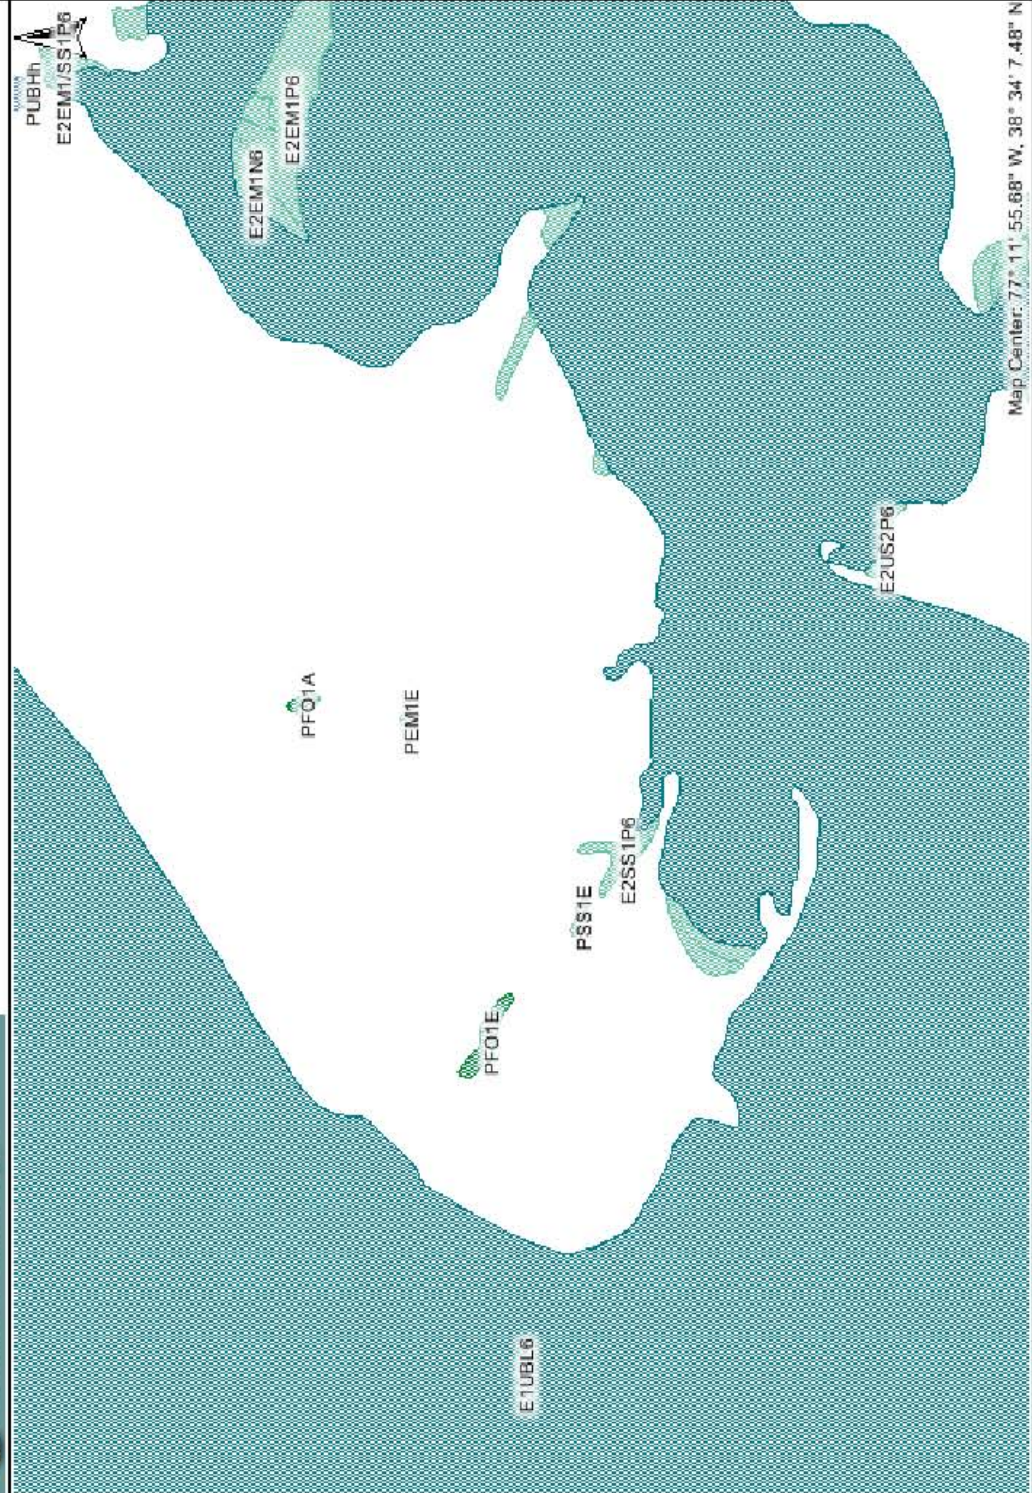 PUBHh
E2EM1/SS1P6
E2EM1N6
E2EM1P6
PFO1A
PEM1E
E2SS1P6
PSS1E
PFO1E
E1UBL6
E2US2P6
Map Center: 77° 11' 55.68" W, 38° 34' 7.48" N